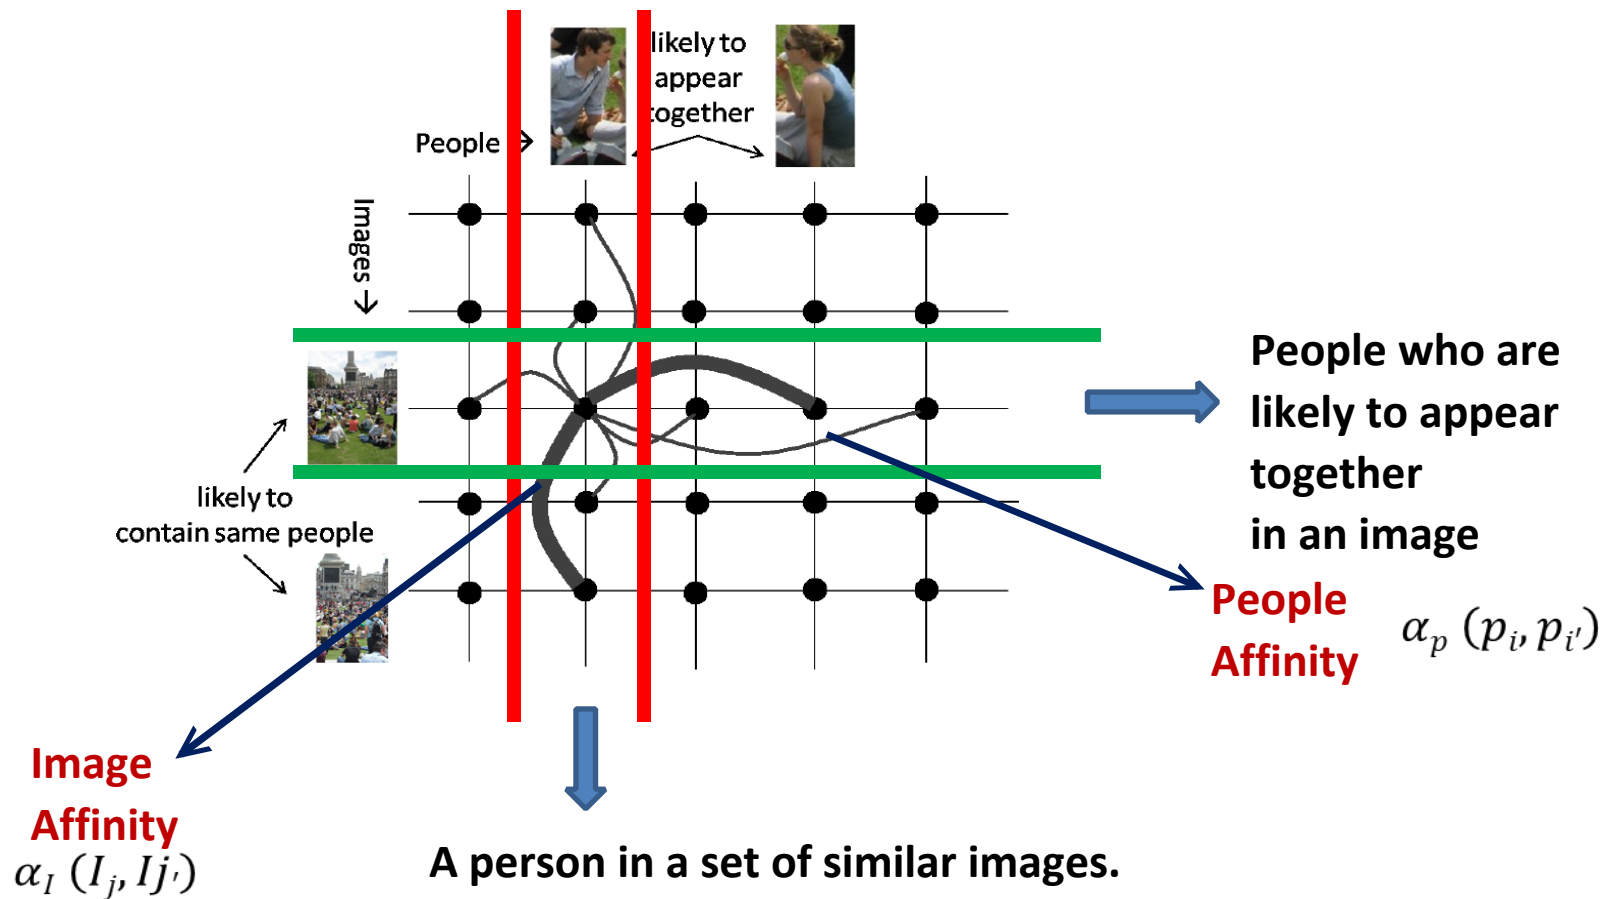 likely to
appear
together
People →
Images →
likely to
contain same people
People who are
likely to appear
together
in an image
People
Affinity
α_p (p_i, p_i')
Image
Affinity
α_I (I_j, Ij')
A person in a set of similar images.